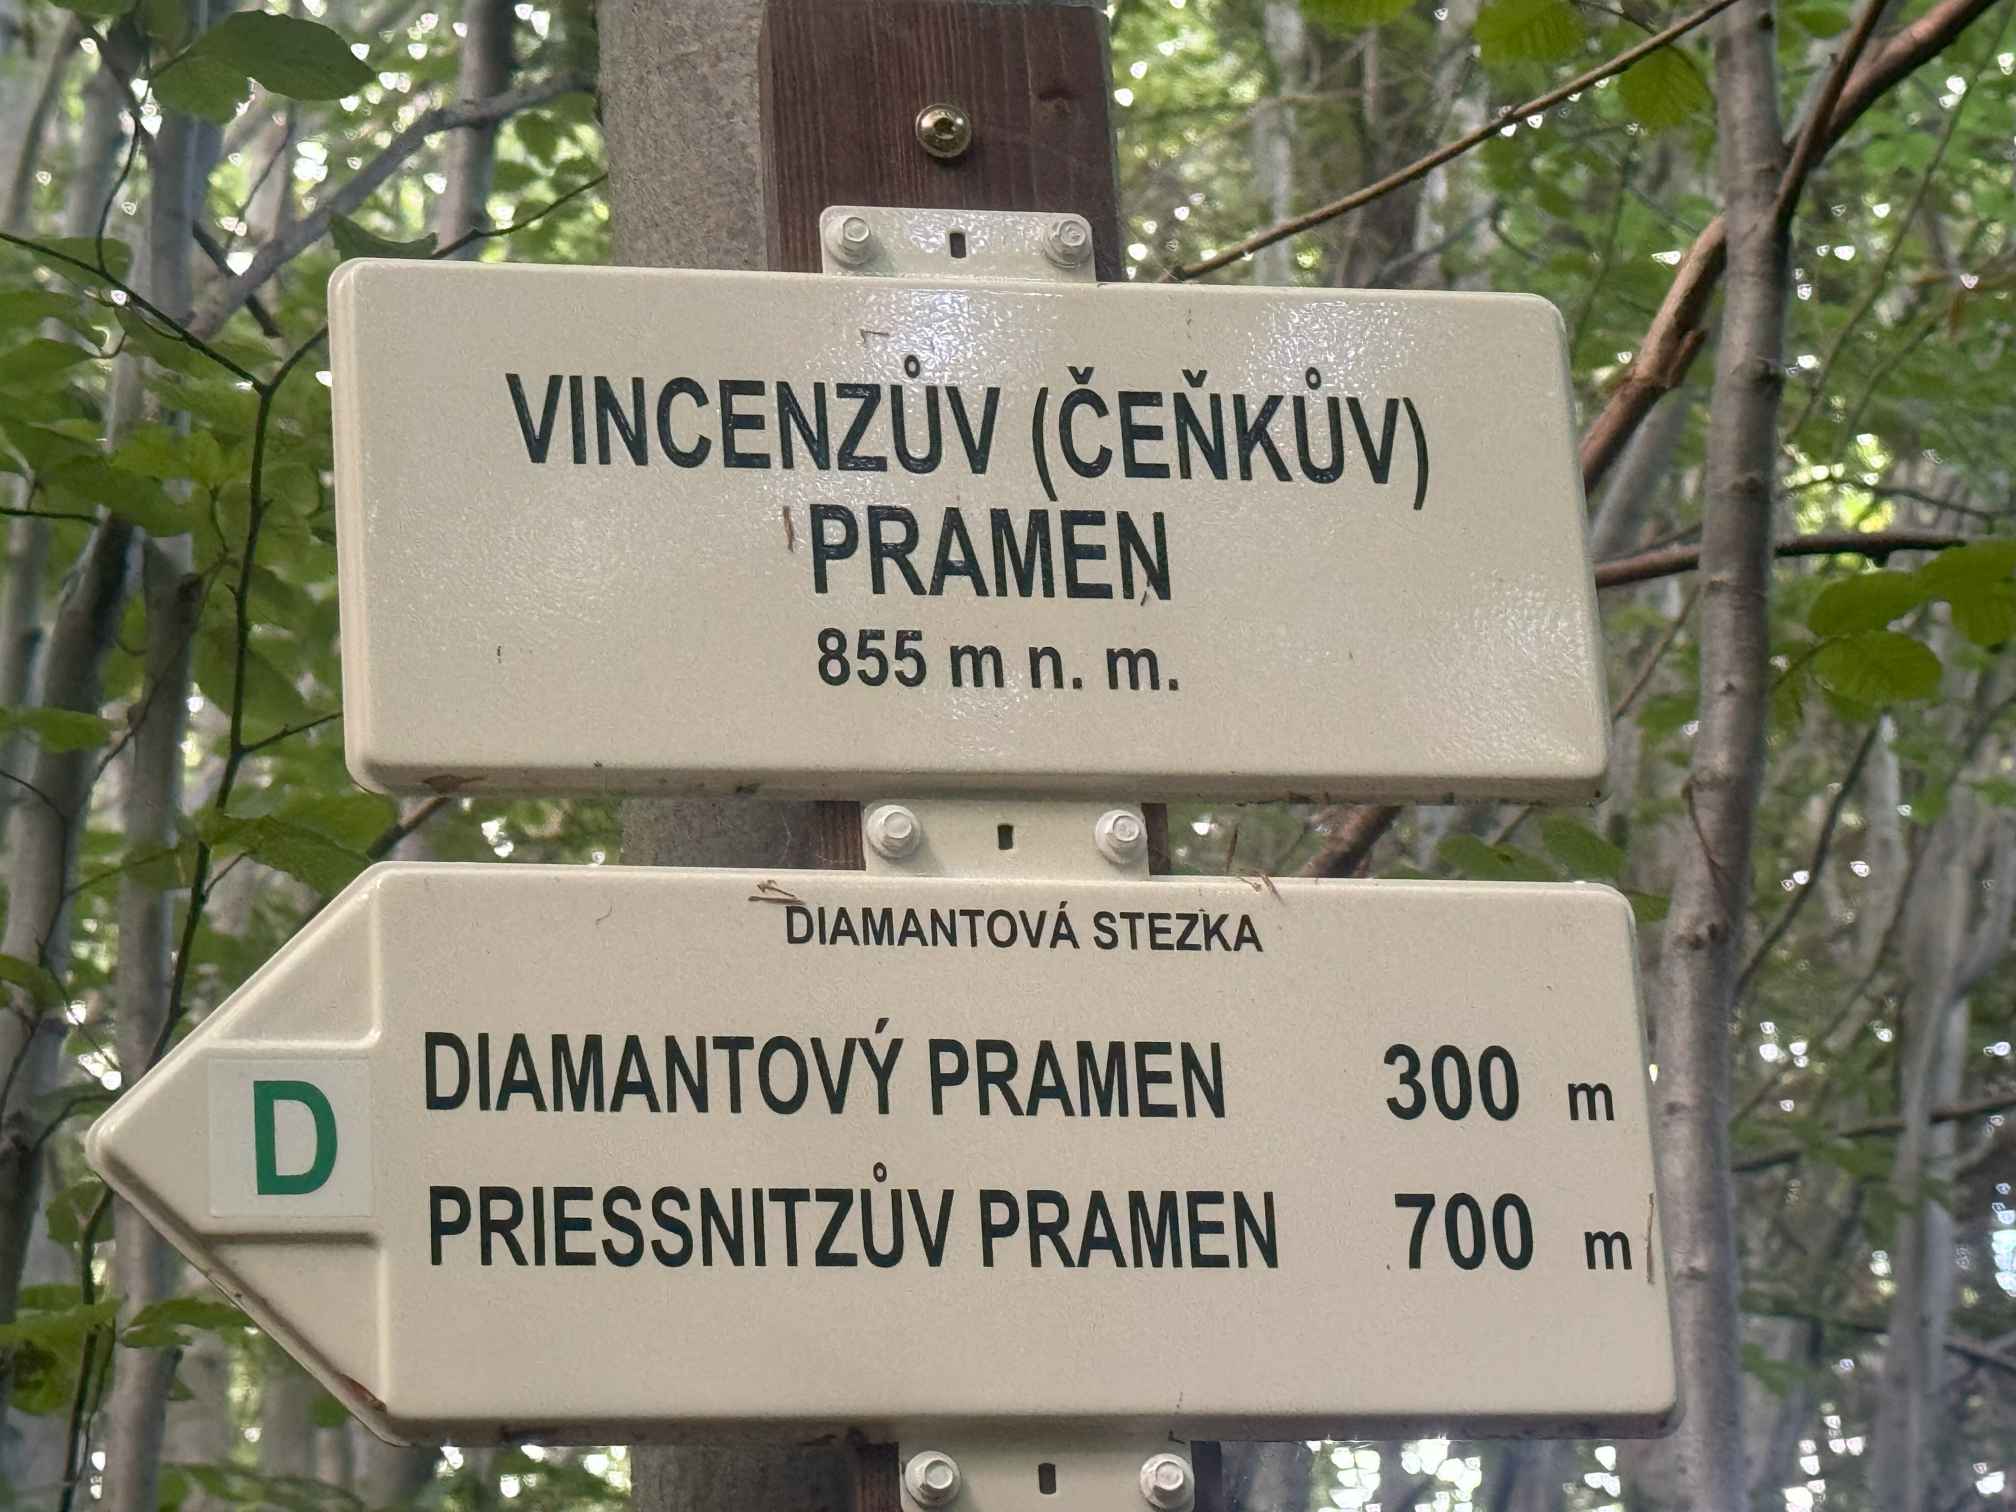 VINCENZŮV (ČEŇKŮV)
PRAMEN
855 m n. m.
DIAMANTOVÁ STEZKA
D
DIAMANTOVÝ PRAMEN 300 m
PRIESSNITZŮV PRAMEN 700 m